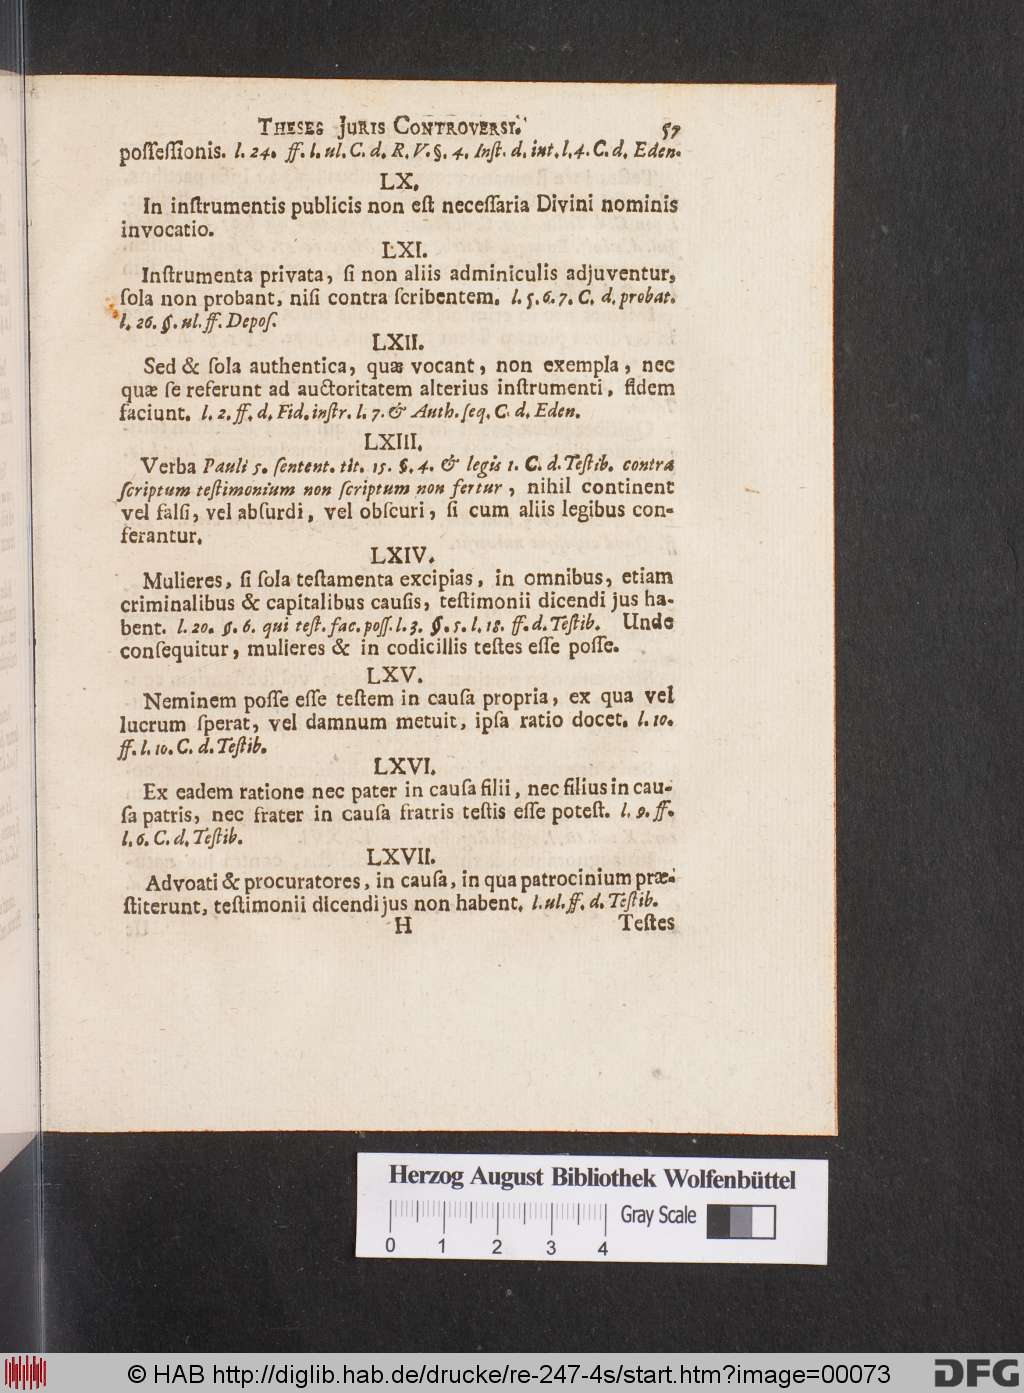 Theses Juris Controversi. 57
possessionis. l. 24. ff. l. ul. C. d. R. V. §. 4. Inst. d. int. l. 4. C. d. Eden.
LX.
In instrumentis publicis non est necessaria Divini nominis
invocatio.
LXI.
Instrumenta privata, si non aliis adminiculis adjuventur,
sola non probant, nisi contra scribentem. l. 5. 6. 7. C. d. probat.
l. 26. §. ul. ff. Depos.
LXII.
Sed & sola authentica, quæ vocant, non exempla, nec
quæ se referunt ad auctoritatem alterius instrumenti, fidem
faciunt. l. 2. ff. d. Fid. instr. l. 7. & Auth. seq. C. d. Eden.
LXIII.
Verba Pauli 5. sentent. tit. 15. §. 4. & legis 1. C. d. Testib. contra
scriptum testimonium non scriptum non fertur, nihil continent
vel falsi, vel absurdi, vel obscuri, si cum aliis legibus con-
ferantur.
LXIV.
Mulieres, si sola testamenta excipias, in omnibus, etiam
criminalibus & capitalibus causis, testimonii dicendi jus ha-
bent. l. 20. §. 6. qui test. fac. poss. l. 3. §. 5. l. 18. ff. d. Testib. Unde
consequitur, mulieres & in codicillis testes esse posse.
LXV.
Neminem posse esse testem in causa propria, ex qua vel
lucrum sperat, vel damnum metuit, ipsa ratio docet. l. 10.
ff. l. 10. C. d. Testib.
LXVI.
Ex eadem ratione nec pater in causa filii, nec filius in cau-
sa patris, nec frater in causa fratris testis esse potest. l. 9. ff.
l. 6. C. d. Testib.
LXVII.
Advoati & procuratores, in causa, in qua patrocinium præ-
stiterunt, testimonii dicendi jus non habent. l. ul. ff. d. Testib.
H Testes
Herzog August Bibliothek Wolfenbüttel
Gray Scale
0 1 2 3 4
© HAB http://diglib.hab.de/drucke/re-247-4s/start.htm?image=00073 DFG